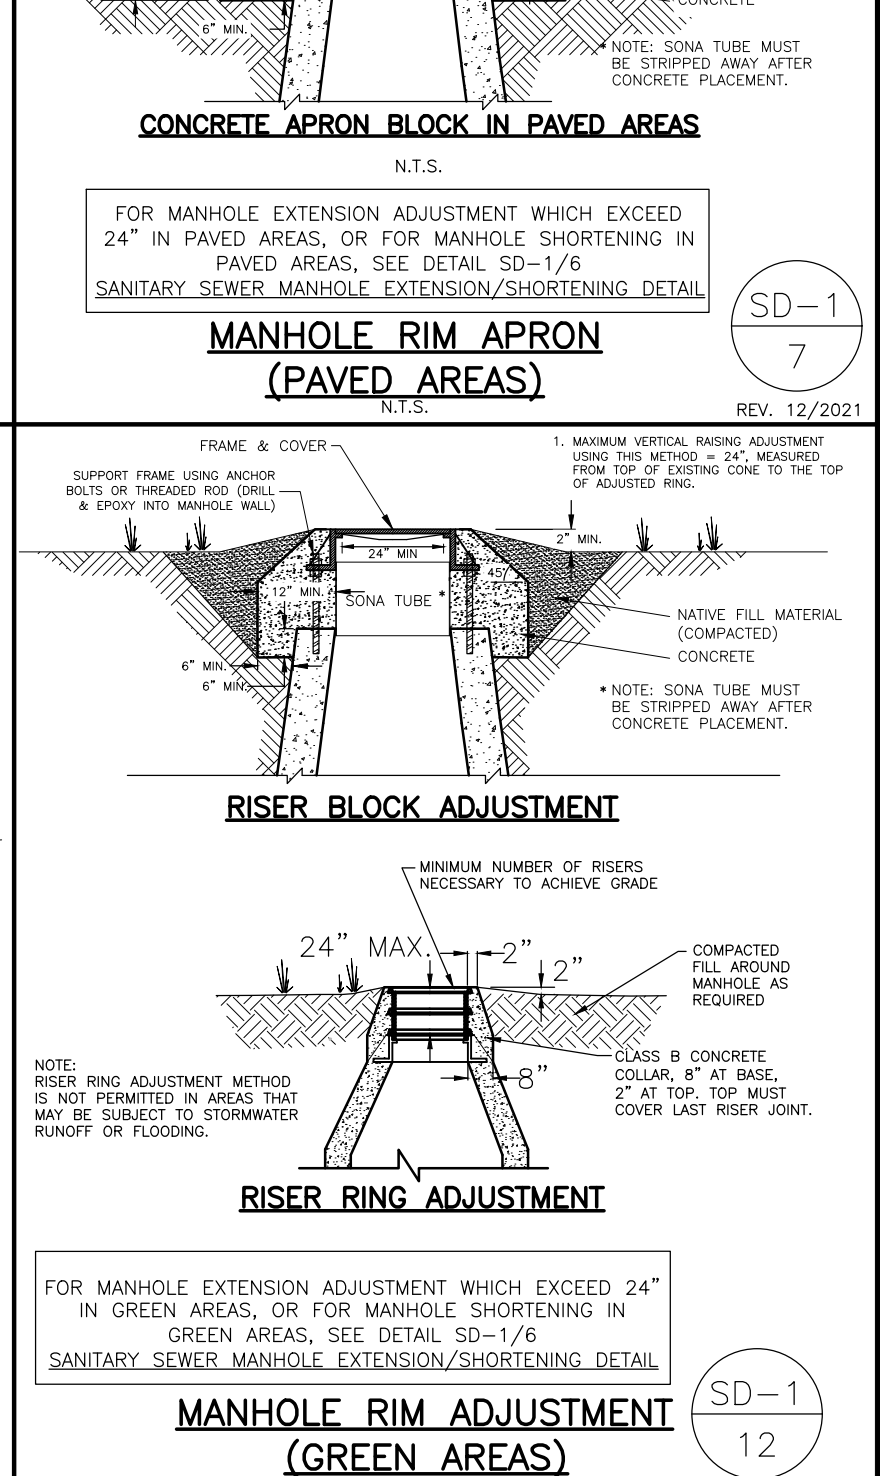 CONCRETE
6” MIN.
* NOTE: SONA TUBE MUST
BE STRIPPED AWAY AFTER
CONCRETE PLACEMENT.
CONCRETE APRON BLOCK IN PAVED AREAS
N.T.S.
FOR MANHOLE EXTENSION ADJUSTMENT WHICH EXCEED
24” IN PAVED AREAS, OR FOR MANHOLE SHORTENING IN
PAVED AREAS, SEE DETAIL SD-1/6
SANITARY SEWER MANHOLE EXTENSION/SHORTENING DETAIL
MANHOLE RIM APRON
(PAVED AREAS)
N.T.S.
SD-1
7
REV. 12/2021
FRAME & COVER
1. MAXIMUM VERTICAL RAISING ADJUSTMENT
USING THIS METHOD = 24”, MEASURED
FROM TOP OF EXISTING CONE TO THE TOP
OF ADJUSTED RING.
SUPPORT FRAME USING ANCHOR
BOLTS OR THREADED ROD (DRILL
& EPOXY INTO MANHOLE WALL)
2” MIN.
24” MIN
45°
12” MIN.
SONA TUBE *
NATIVE FILL MATERIAL
(COMPACTED)
CONCRETE
6” MIN.
6” MIN.
* NOTE: SONA TUBE MUST
BE STRIPPED AWAY AFTER
CONCRETE PLACEMENT.
RISER BLOCK ADJUSTMENT
MINIMUM NUMBER OF RISERS
NECESSARY TO ACHIEVE GRADE
24” MAX.
2”
2”
COMPACTED
FILL AROUND
MANHOLE AS
REQUIRED
NOTE:
RISER RING ADJUSTMENT METHOD
IS NOT PERMITTED IN AREAS THAT
MAY BE SUBJECT TO STORMWATER
RUNOFF OR FLOODING.
CLASS B CONCRETE
COLLAR, 8” AT BASE,
2” AT TOP. TOP MUST
COVER LAST RISER JOINT.
8”
RISER RING ADJUSTMENT
FOR MANHOLE EXTENSION ADJUSTMENT WHICH EXCEED 24”
IN GREEN AREAS, OR FOR MANHOLE SHORTENING IN
GREEN AREAS, SEE DETAIL SD-1/6
SANITARY SEWER MANHOLE EXTENSION/SHORTENING DETAIL
MANHOLE RIM ADJUSTMENT
(GREEN AREAS)
SD-1
12